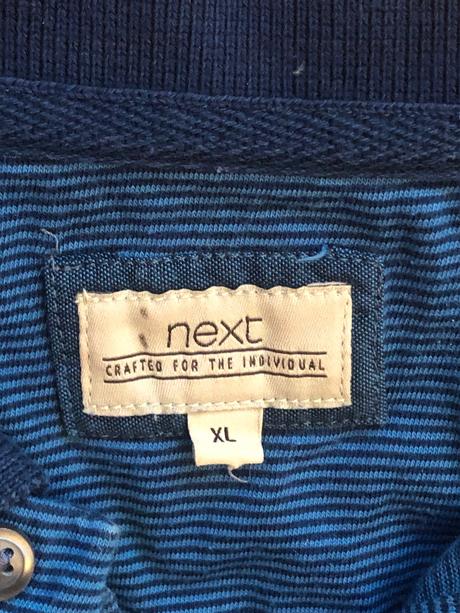 next
CRAFTED FOR THE INDIVIDUAL
XL